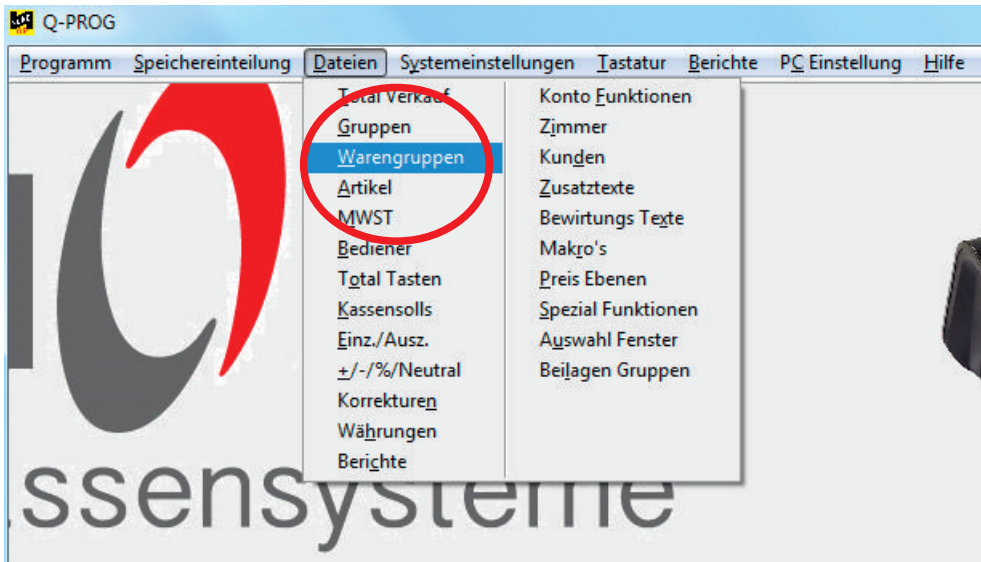 Q-PROG
Programm Speichereinteilung Dateien Systemeinstellungen Tastatur Berichte PC Einstellung Hilfe
Total Verkauf
Gruppen
Warengruppen
Artikel
MWST
Bediener
Total Tasten
Kassensolls
Einz./Ausz.
+/-/%/Neutral
Korrekturen
Währungen
Berichte
Konto Funktionen
Zimmer
Kunden
Zusatztexte
Bewirtungs Texte
Makro's
Preis Ebenen
Spezial Funktionen
Auswahl Fenster
Beilagen Gruppen
ssensysteme